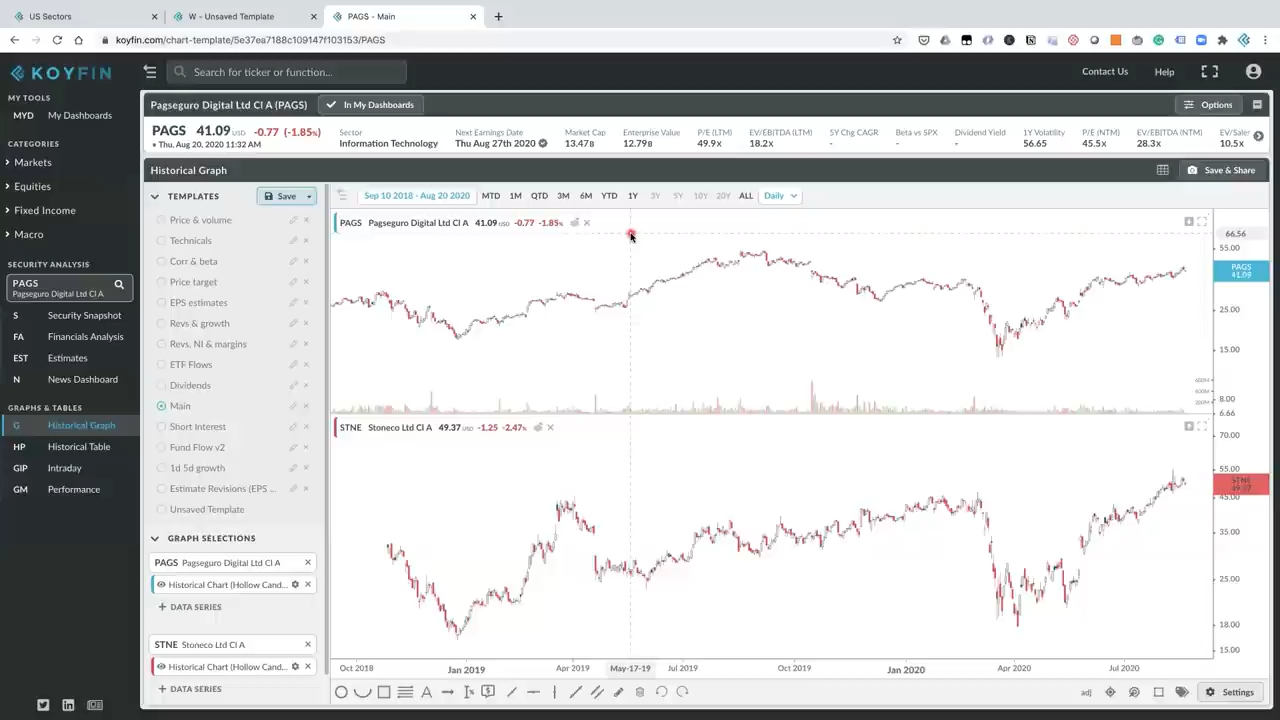 US Sectors
W - Unsaved Template
PAGS - Main
koyfin.com/chart-template/5e37ea7188c109147f103153/PAGS
KOYFIN
Search for ticker or function...
Contact Us
Help
MY TOOLS
MYD My Dashboards
CATEGORIES
Markets
Equities
Fixed Income
Macro
SECURITY ANALYSIS
PAGS
Pagseguro Digital Ltd Cl A
S Security Snapshot
FA Financials Analysis
EST Estimates
N News Dashboard
GRAPHS & TABLES
G Historical Graph
HP Historical Table
GIP Intraday
GM Performance
Pagseguro Digital Ltd Cl A (PAGS)
In My Dashboards
Options
PAGS 41.09 USD -0.77 (-1.85%)
• Thu, Aug 20, 2020 11:32 AM
Sector
Information Technology
Next Earnings Date
Thu Aug 27th 2020
Market Cap
13.47B
Enterprise Value
12.79B
P/E (LTM)
49.9x
EV/EBITDA (LTM)
18.2x
5Y Chg CAGR
-
Beta vs SPX
-
Dividend Yield
-
1Y Volatility
56.65
P/E (NTM)
45.5x
EV/EBITDA (NTM)
28.3x
EV/Sales
10.5x
Historical Graph
Save & Share
TEMPLATES
Save
Price & volume
Technicals
Corr & beta
Price target
EPS estimates
Revs & growth
Revs, NI & margins
ETF Flows
Dividends
Main
Short Interest
Fund Flow v2
1d 5d growth
Estimate Revisions (EPS ...
Unsaved Template
GRAPH SELECTIONS
PAGS Pagseguro Digital Ltd Cl A
Historical Chart (Hollow Cand...
+ DATA SERIES
STNE Stoneco Ltd Cl A
Historical Chart (Hollow Cand...
+ DATA SERIES
Sep 10 2018 - Aug 20 2020
MTD 1M QTD 3M 6M YTD 1Y 3Y 5Y 10Y 20Y ALL
Daily
PAGS Pagseguro Digital Ltd Cl A 41.09 USD -0.77 -1.85%
66.56
55.00
PAGS
41.09
25.00
15.00
600M
400M
200M
8.00
6.66
STNE Stoneco Ltd Cl A 49.37 USD -1.25 -2.47%
70.00
55.00
STNE
49.37
45.00
35.00
25.00
18.00
15.00
Oct 2018 Jan 2019 Apr 2019 May-17-19 Jul 2019 Oct 2019 Jan 2020 Apr 2020 Jul 2020
adj
Settings